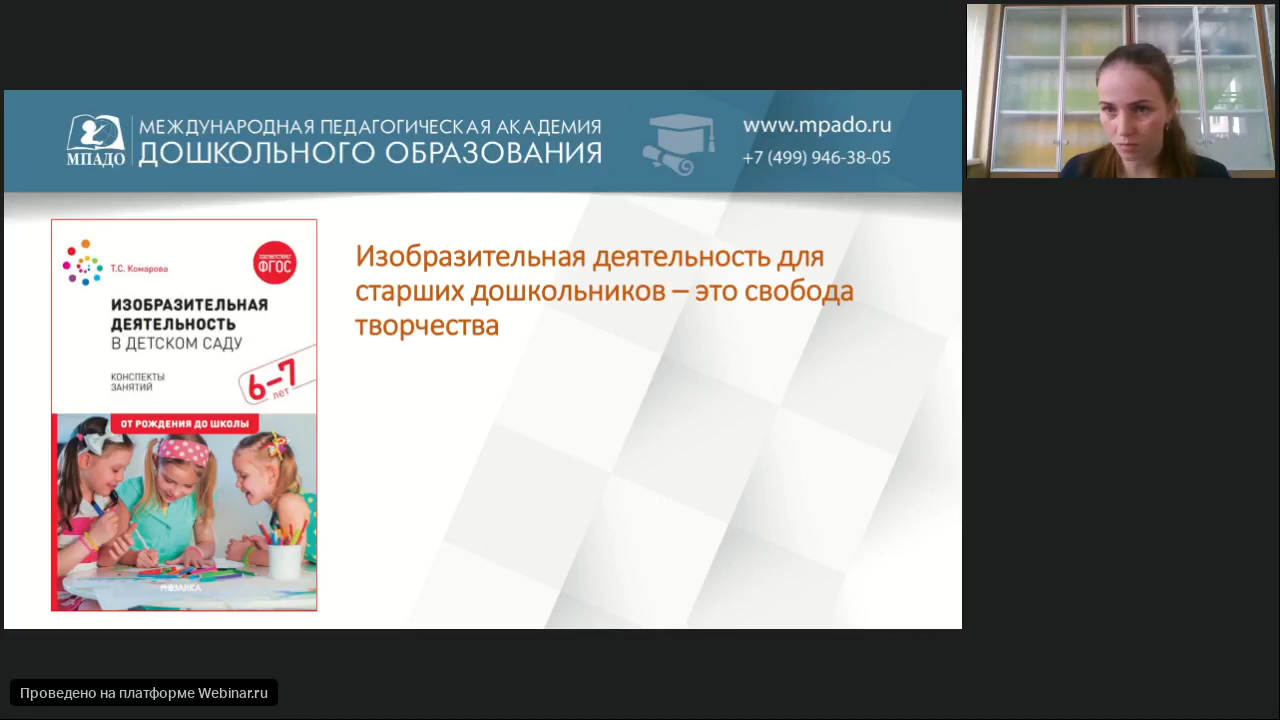 МПАДО
МЕЖДУНАРОДНАЯ ПЕДАГОГИЧЕСКАЯ АКАДЕМИЯ
ДОШКОЛЬНОГО ОБРАЗОВАНИЯ
www.mpado.ru
+7 (499) 946-38-05
Т.С. Комарова
СООТВЕТСТВУЕТ
ФГОС
ИЗОБРАЗИТЕЛЬНАЯ
ДЕЯТЕЛЬНОСТЬ
В ДЕТСКОМ САДУ
КОНСПЕКТЫ
ЗАНЯТИЙ
6–7
лет
ОТ РОЖДЕНИЯ ДО ШКОЛЫ
МОЗАИКА
Изобразительная деятельность для
старших дошкольников – это свобода
творчества
Проведено на платформе Webinar.ru